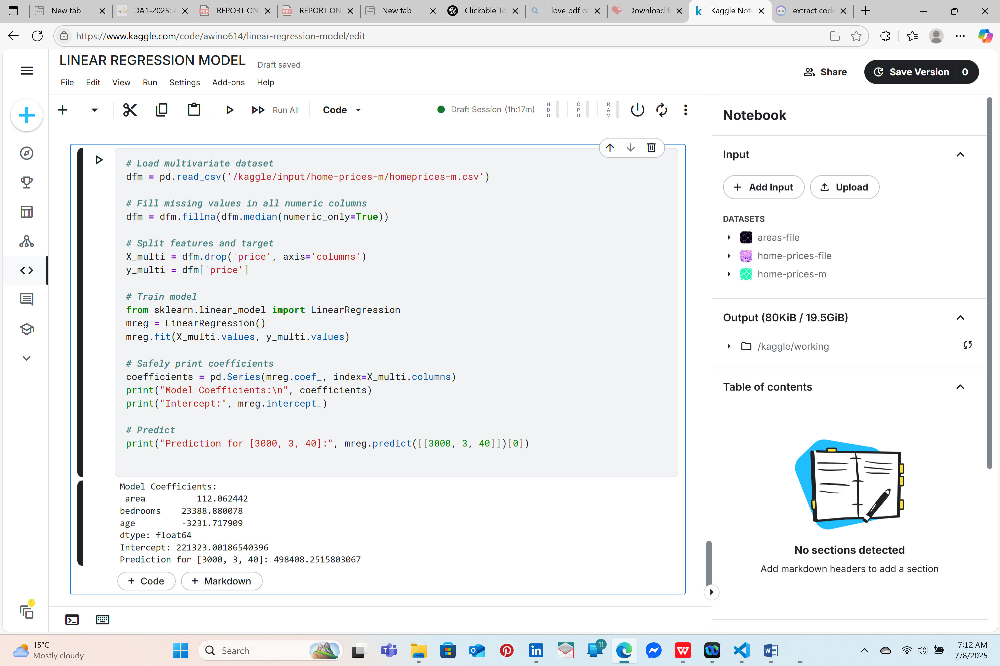 New tab
DA1-2025: A
REPORT ON
REPORT ON
New tab
Clickable To
i love pdf co
Download f
Kaggle Note
extract code
https://www.kaggle.com/code/awino614/linear-regression-model/edit
LINEAR REGRESSION MODEL
Draft saved
File Edit View Run Settings Add-ons Help
Share
Save Version 0
Run All
Code
Draft Session (1h:17m)
HDD
CPU
RAM
# Load multivariate dataset
dfm = pd.read_csv('/kaggle/input/home-prices-m/homeprices-m.csv')
# Fill missing values in all numeric columns
dfm = dfm.fillna(dfm.median(numeric_only=True))
# Split features and target
X_multi = dfm.drop('price', axis='columns')
y_multi = dfm['price']
# Train model
from sklearn.linear_model import LinearRegression
mreg = LinearRegression()
mreg.fit(X_multi.values, y_multi.values)
# Safely print coefficients
coefficients = pd.Series(mreg.coef_, index=X_multi.columns)
print("Model Coefficients:\n", coefficients)
print("Intercept:", mreg.intercept_)
# Predict
print("Prediction for [3000, 3, 40]:", mreg.predict([[3000, 3, 40]])[0])
Model Coefficients:
area 112.062442
bedrooms 23388.880078
age -3231.717909
dtype: float64
Intercept: 221323.00186540396
Prediction for [3000, 3, 40]: 498408.2515803067
+ Code
+ Markdown
Notebook
Input
+ Add Input
Upload
DATASETS
areas-file
home-prices-file
home-prices-m
Output (80KiB / 19.5GiB)
/kaggle/working
Table of contents
No sections detected
Add markdown headers to add a section
1
15°C
Mostly cloudy
Search
11
7:12 AM
7/8/2025